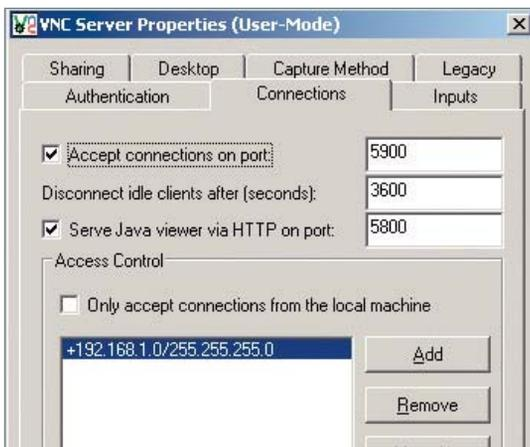 VNC Server Properties (User-Mode)
Sharing Desktop Capture Method Legacy
Authentication Connections Inputs
Accept connections on port: 5900
Disconnect idle clients after (seconds): 3600
Serve Java viewer via HTTP on port: 5800
Access Control
Only accept connections from the local machine
+192.168.1.0/255.255.255.0
Add
Remove